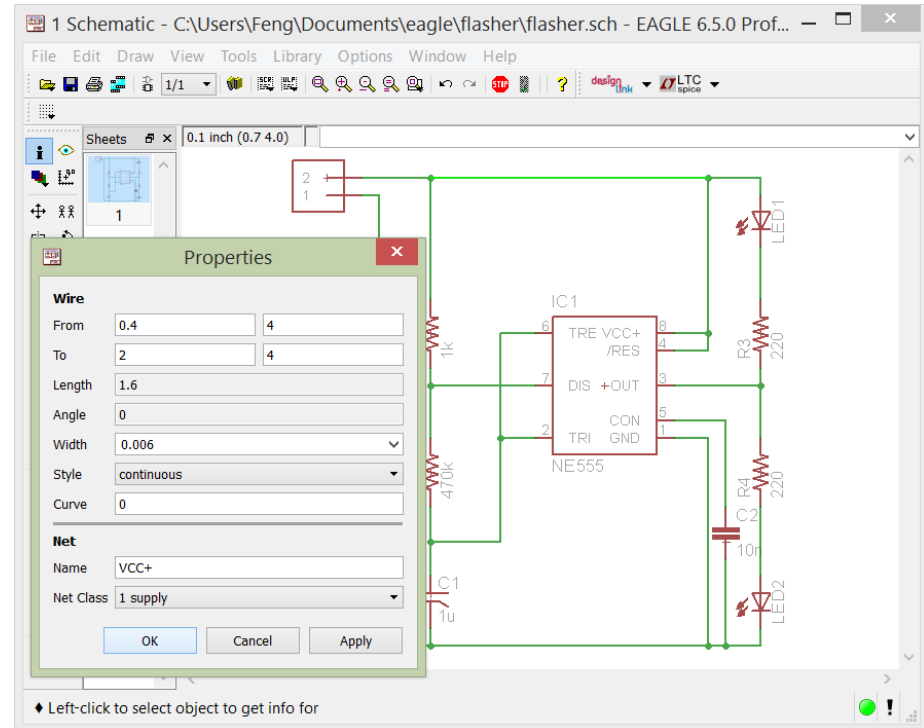 1 Schematic - C:\Users\Feng\Documents\eagle\flasher\flasher.sch - EAGLE 6.5.0 Prof...
File Edit Draw View Tools Library Options Window Help
1/1
SCR
ULP
STOP
?
design link
LTC spice
Sheets
0.1 inch (0.7 4.0)
1
2
1
LED1
Properties
Wire
From 0.4 4
To 2 4
Length 1.6
Angle 0
Width 0.006
Style continuous
Curve 0
Net
Name VCC+
Net Class 1 supply
OK Cancel Apply
IC1
6 TRE VCC+ 8
/RES 4
7 DIS +OUT 3
CON 5
2 TRI GND 1
NE555
1k
R3
220
470k
R4
220
C2
10n
C1
1u
LED2
Left-click to select object to get info for